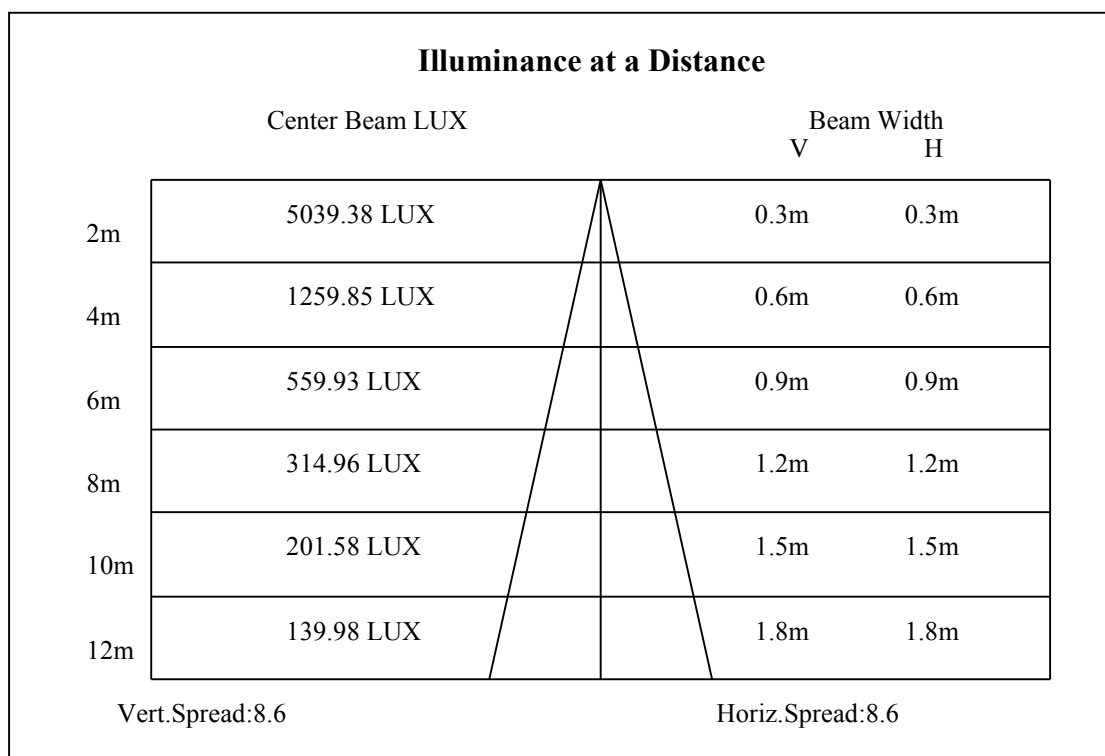 Illuminance at a Distance
Center Beam LUX Beam Width
V H
2m 5039.38 LUX 0.3m 0.3m
4m 1259.85 LUX 0.6m 0.6m
6m 559.93 LUX 0.9m 0.9m
8m 314.96 LUX 1.2m 1.2m
10m 201.58 LUX 1.5m 1.5m
12m 139.98 LUX 1.8m 1.8m
Vert.Spread:8.6 Horiz.Spread:8.6